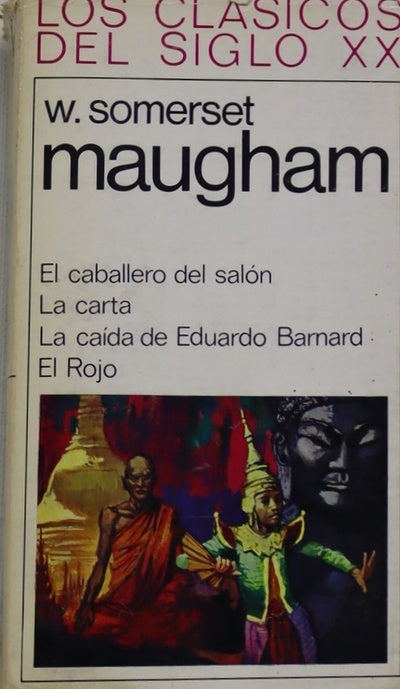 LOS CLASICOS
DEL SIGLO XX
w. somerset
maugham
El caballero del salón
La carta
La caída de Eduardo Barnard
El Rojo